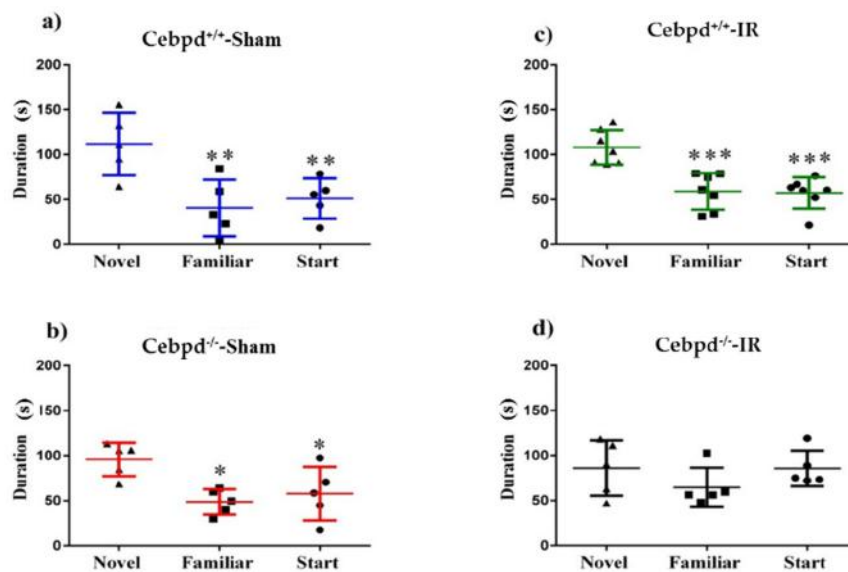 a)
Cebpd+/+-Sham
Duration (s)
200
150
100
50
0
**
**
Novel Familiar Start
c)
Cebpd+/+-IR
Duration (s)
200
150
100
50
0
***
***
Novel Familiar Start
b)
Cebpd-/--Sham
Duration (s)
200
150
100
50
0
*
*
Novel Familiar Start
d)
Cebpd-/--IR
Duration (s)
200
150
100
50
0
Novel Familiar Start